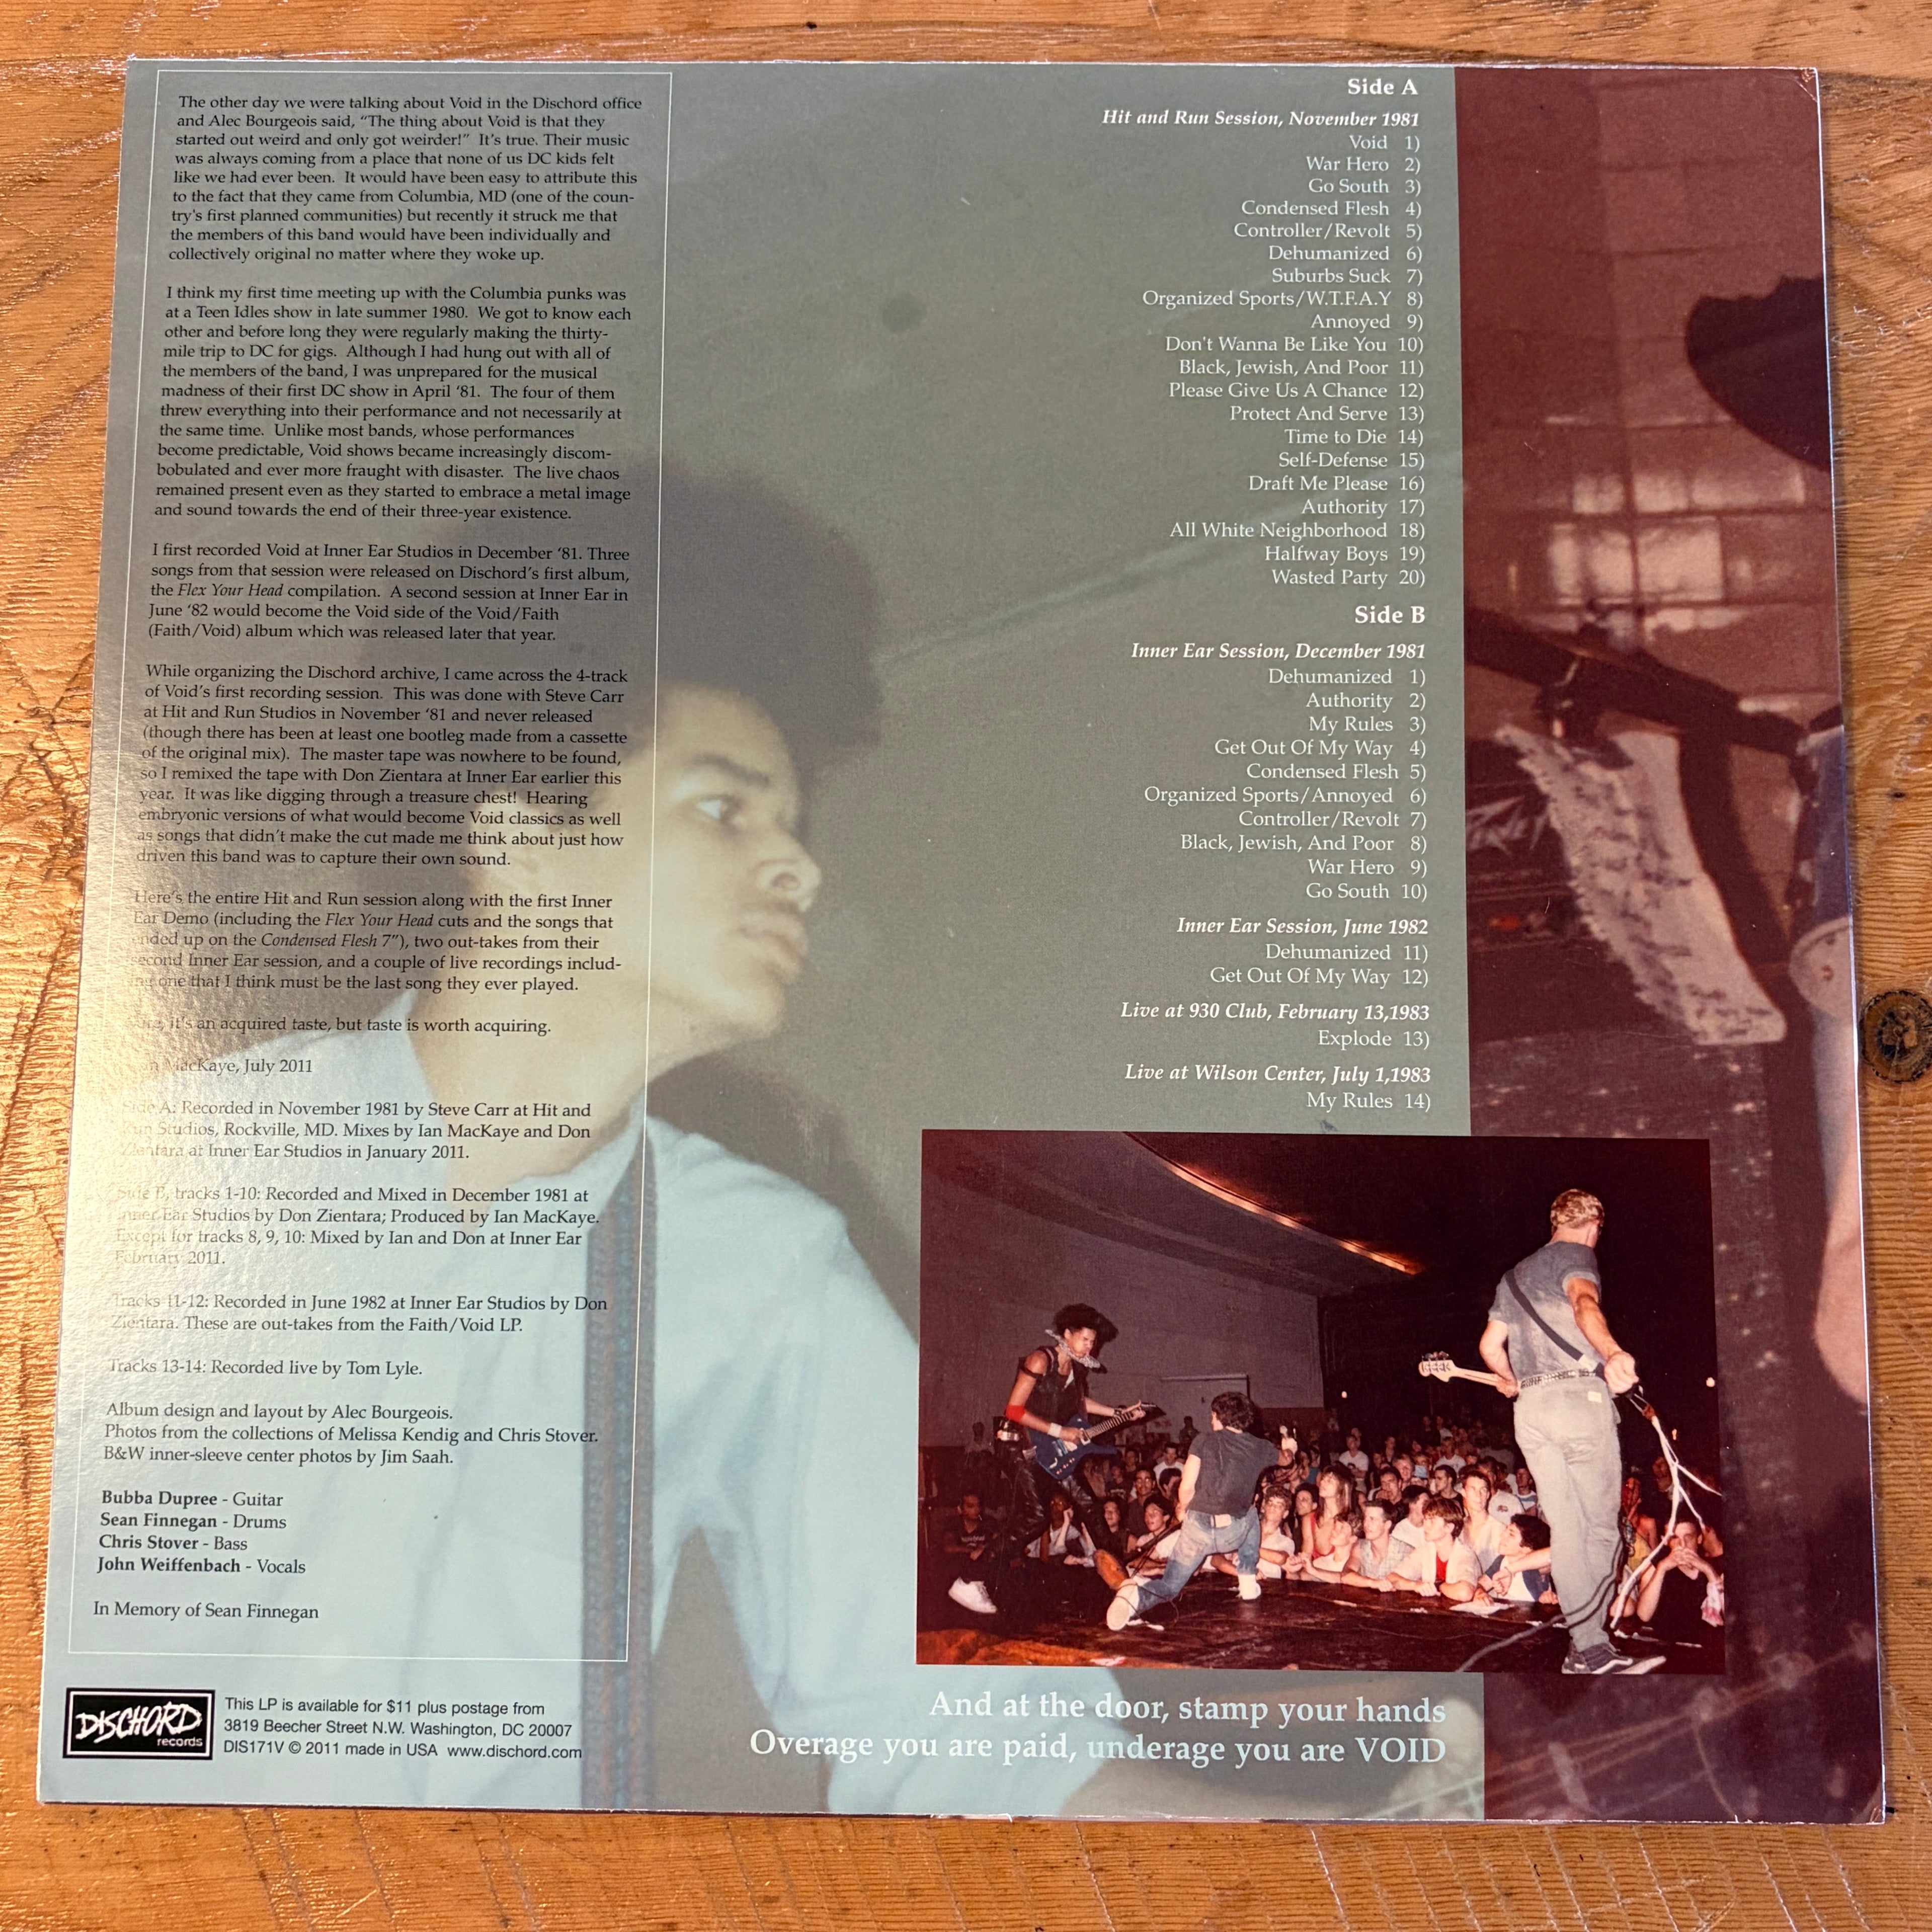 The other day we were talking about Void in the Dischord office
and Alec Bourgeois said, “The thing about Void is that they
started out weird and only got weirder!” It's true. Their music
was always coming from a place that none of us DC kids felt
like we had ever been. It would have been easy to attribute this
to the fact that they came from Columbia, MD (one of the coun-
try's first planned communities) but recently it struck me that
the members of this band would have been individually and
collectively original no matter where they woke up.
I think my first time meeting up with the Columbia punks was
at a Teen Idles show in late summer 1980. We got to know each
other and before long they were regularly making the thirty-
mile trip to DC for gigs. Although I had hung out with all of
the members of the band, I was unprepared for the musical
madness of their first DC show in April ‘81. The four of them
threw everything into their performance and not necessarily at
the same time. Unlike most bands, whose performances
become predictable, Void shows became increasingly discom-
bobulated and ever more fraught with disaster. The live chaos
remained present even as they started to embrace a metal image
and sound towards the end of their three-year existence.
I first recorded Void at Inner Ear Studios in December ‘81. Three
songs from that session were released on Dischord's first album,
the Flex Your Head compilation. A second session at Inner Ear in
June ‘82 would become the Void side of the Void/Faith
(Faith/Void) album which was released later that year.
While organizing the Dischord archive, I came across the 4-track
of Void's first recording session. This was done with Steve Carr
at Hit and Run Studios in November ‘81 and never released
(though there has been at least one bootleg made from a cassette
of the original mix). The master tape was nowhere to be found,
so I remixed the tape with Don Zientara at Inner Ear earlier this
year. It was like digging through a treasure chest! Hearing
embryonic versions of what would become Void classics as well
as songs that didn't make the cut made me think about just how
driven this band was to capture their own sound.
Here's the entire Hit and Run session along with the first Inner
Ear Demo (including the Flex Your Head cuts and the songs that
ended up on the Condensed Flesh 7”), two out-takes from their
second Inner Ear session, and a couple of live recordings includ-
ing one that I think must be the last song they ever played.
it's an acquired taste, but taste is worth acquiring.
MacKaye, July 2011
Side A: Recorded in November 1981 by Steve Carr at Hit and
Run Studios, Rockville, MD. Mixes by Ian MacKaye and Don
Zientara at Inner Ear Studios in January 2011.
Side B, tracks 1-10: Recorded and Mixed in December 1981 at
Inner Ear Studios by Don Zientara; Produced by Ian MacKaye.
Except for tracks 8, 9, 10: Mixed by Ian and Don at Inner Ear
February 2011.
Tracks 11-12: Recorded in June 1982 at Inner Ear Studios by Don
Zientara. These are out-takes from the Faith/Void LP.
Tracks 13-14: Recorded live by Tom Lyle.
Album design and layout by Alec Bourgeois.
Photos from the collections of Melissa Kendig and Chris Stover.
B&W inner-sleeve center photos by Jim Saah.
Bubba Dupree - Guitar
Sean Finnegan - Drums
Chris Stover - Bass
John Weiffenbach - Vocals
In Memory of Sean Finnegan
DISCHORD
records
This LP is available for $11 plus postage from
3819 Beecher Street N.W. Washington, DC 20007
DIS171V © 2011 made in USA www.dischord.com
Side A
Hit and Run Session, November 1981
Void 1)
War Hero 2)
Go South 3)
Condensed Flesh 4)
Controller/Revolt 5)
Dehumanized 6)
Suburbs Suck 7)
Organized Sports/W.T.F.A.Y 8)
Annoyed 9)
Don't Wanna Be Like You 10)
Black, Jewish, And Poor 11)
Please Give Us A Chance 12)
Protect And Serve 13)
Time to Die 14)
Self-Defense 15)
Draft Me Please 16)
Authority 17)
All White Neighborhood 18)
Halfway Boys 19)
Wasted Party 20)
Side B
Inner Ear Session, December 1981
Dehumanized 1)
Authority 2)
My Rules 3)
Get Out Of My Way 4)
Condensed Flesh 5)
Organized Sports/Annoyed 6)
Controller/Revolt 7)
Black, Jewish, And Poor 8)
War Hero 9)
Go South 10)
Inner Ear Session, June 1982
Dehumanized 11)
Get Out Of My Way 12)
Live at 930 Club, February 13,1983
Explode 13)
Live at Wilson Center, July 1,1983
My Rules 14)
And at the door, stamp your hands
Overage you are paid, underage you are VOID